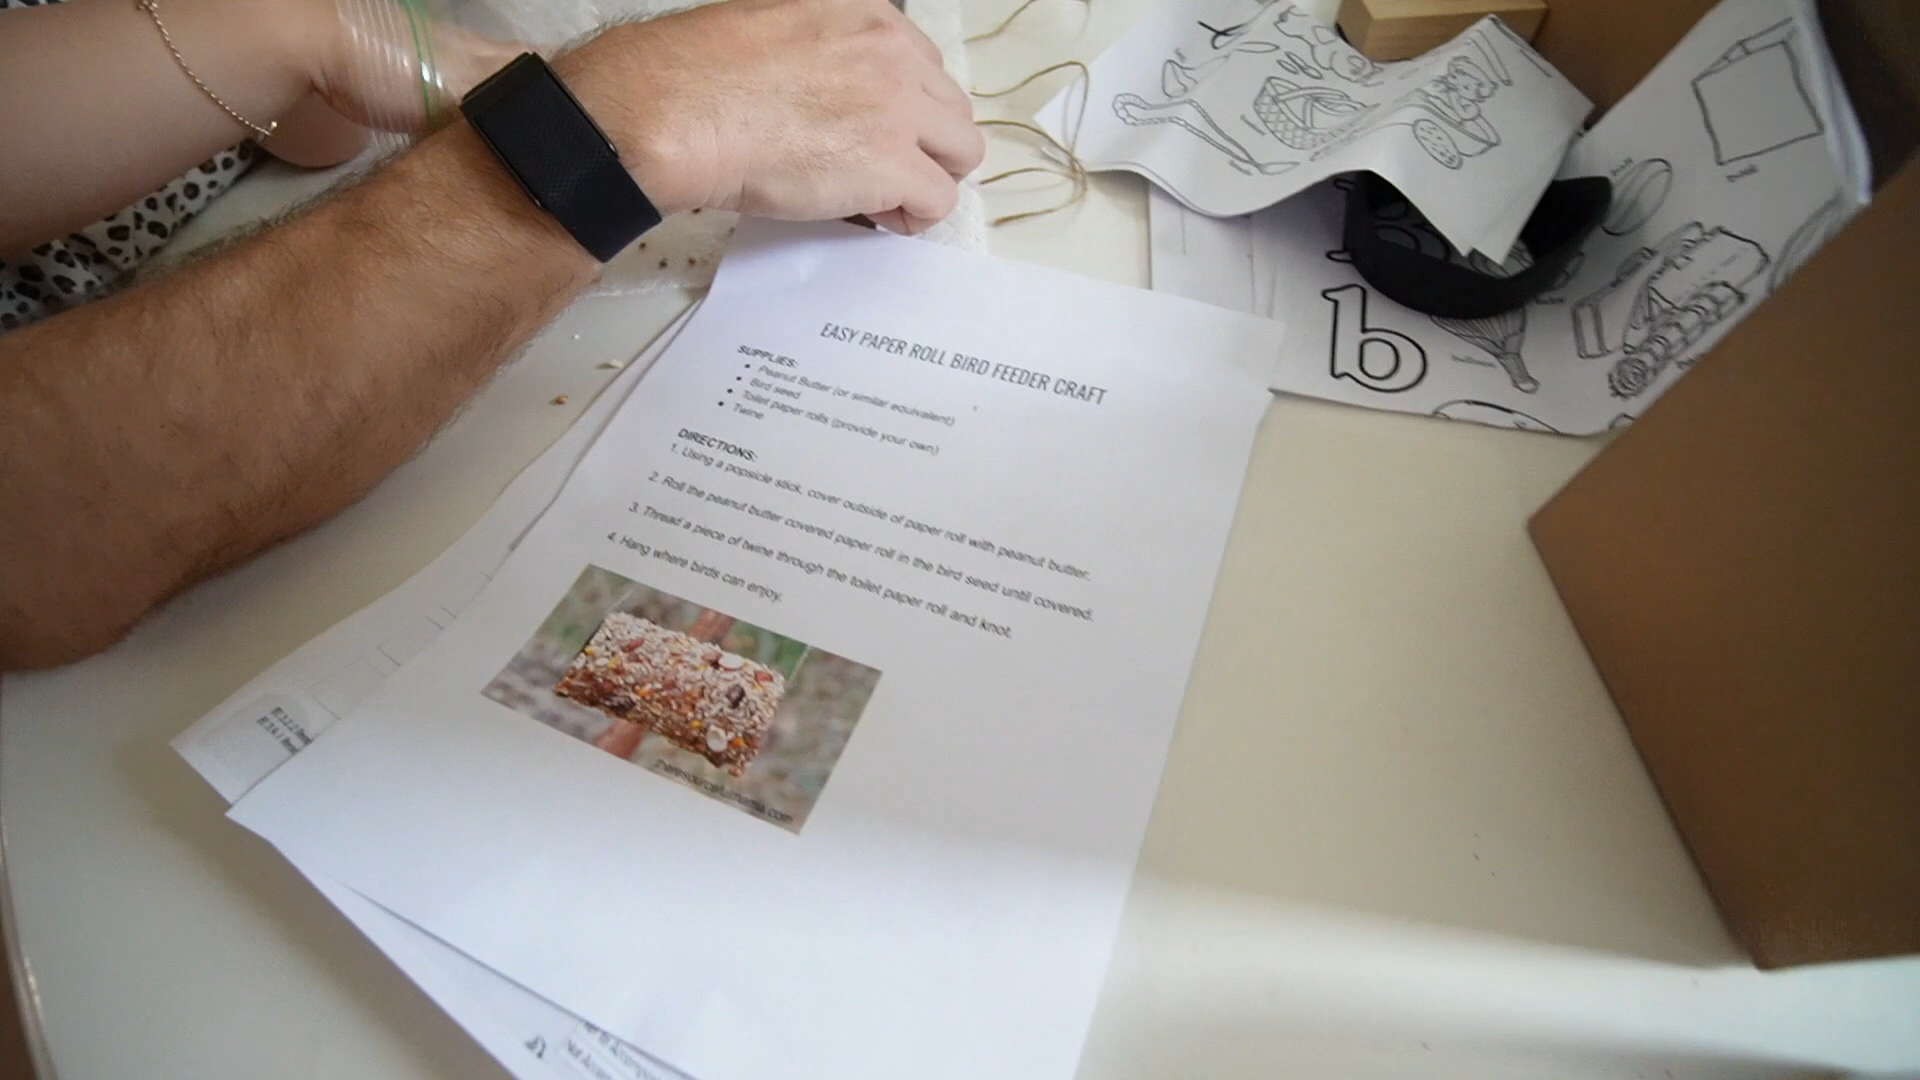 EASY PAPER ROLL BIRD FEEDER CRAFT
SUPPLIES:
• Peanut Butter (or similar equivalent)
• Bird seed
• Toilet paper rolls (provide your own)
• Twine
DIRECTIONS:
1. Using a popsicle stick, cover outside of paper roll with peanut butter.
2. Roll the peanut butter covered paper roll in the bird seed until covered.
3. Thread a piece of twine through the toilet paper roll and knot.
4. Hang where birds can enjoy.
theresourcefulmama.com
b